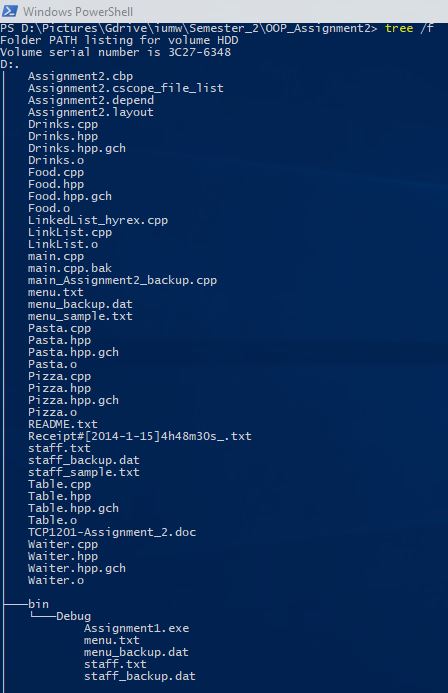 Windows PowerShell
PS D:\Pictures\Gdrive\iumw\Semester_2\OOP_Assignment2> tree /f
Folder PATH listing for volume HDD
Volume serial number is 3C27-6348
D:.
│   Assignment2.cbp
│   Assignment2.cscope_file_list
│   Assignment2.depend
│   Assignment2.layout
│   Drinks.cpp
│   Drinks.hpp
│   Drinks.hpp.gch
│   Drinks.o
│   Food.cpp
│   Food.hpp
│   Food.hpp.gch
│   Food.o
│   LinkedList_hyrex.cpp
│   LinkList.cpp
│   LinkList.o
│   main.cpp
│   main.cpp.bak
│   main_Assignment2_backup.cpp
│   menu.txt
│   menu_backup.dat
│   menu_sample.txt
│   Pasta.cpp
│   Pasta.hpp
│   Pasta.hpp.gch
│   Pasta.o
│   Pizza.cpp
│   Pizza.hpp
│   Pizza.hpp.gch
│   Pizza.o
│   README.txt
│   Receipt#[2014-1-15]4h48m30s_.txt
│   staff.txt
│   staff_backup.dat
│   staff_sample.txt
│   Table.cpp
│   Table.hpp
│   Table.hpp.gch
│   Table.o
│   TCP1201-Assignment_2.doc
│   Waiter.cpp
│   Waiter.hpp
│   Waiter.hpp.gch
│   Waiter.o
│
├───bin
│   └───Debug
│           Assignment1.exe
│           menu.txt
│           menu_backup.dat
│           staff.txt
│           staff_backup.dat